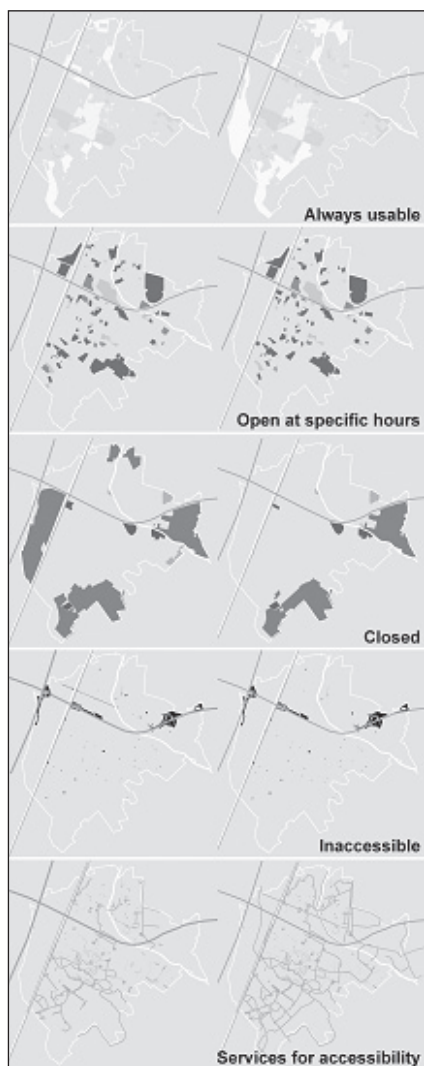 Always usable
Open at specific hours
Closed
Inaccessible
Services for accessibility